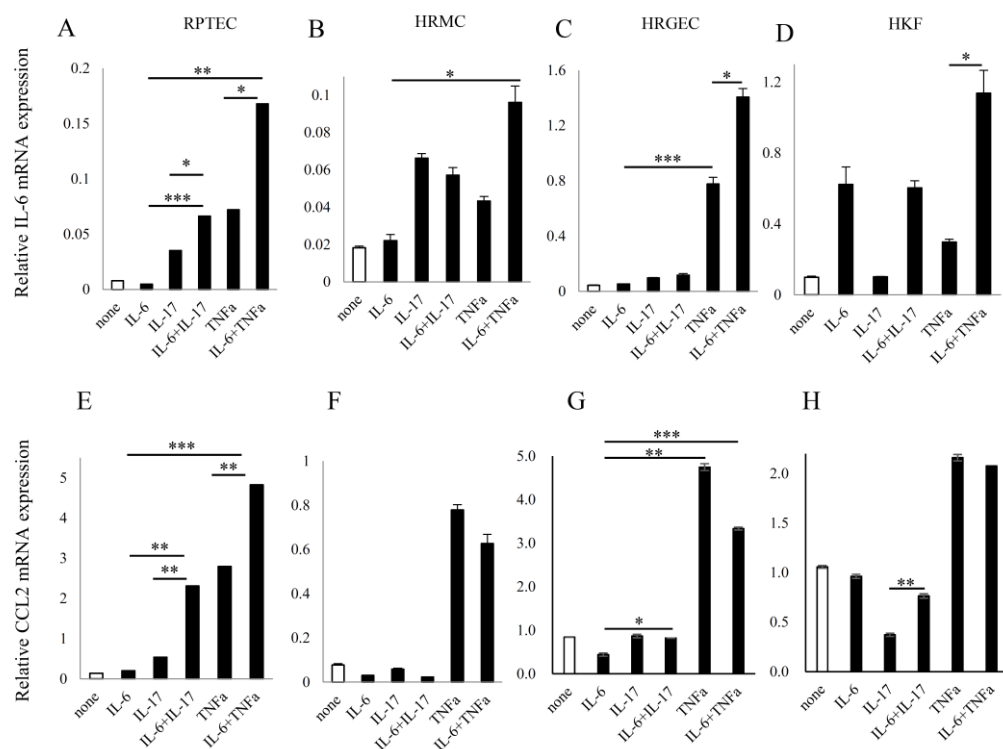 A
RPTEC
B
HRMC
C
HRGEC
D
HKF
Relative IL-6 mRNA expression
0.2
0.15
0.1
0.05
0
**
*
*
***
none
IL-6
IL-17
IL-6+IL-17
TNFa
IL-6+TNFa
0.1
0.08
0.06
0.04
0.02
0
*
none
IL-6
IL-17
IL-6+IL-17
TNFa
IL-6+TNFa
1.6
1.2
0.8
0.4
0
*
***
none
IL-6
IL-17
IL-6+IL-17
TNFa
IL-6+TNFa
1.2
0.8
0.4
0
*
none
IL-6
IL-17
IL-6+IL-17
TNFa
IL-6+TNFa
E
F
G
H
Relative CCL2 mRNA expression
5
4
3
2
1
0
***
**
**
**
none
IL-6
IL-17
IL-6+IL-17
TNFa
IL-6+TNFa
1
0.8
0.6
0.4
0.2
0
none
IL-6
IL-17
IL-6+IL-17
TNFa
IL-6+TNFa
5.0
4.0
3.0
2.0
1.0
0.0
***
**
*
none
IL-6
IL-17
IL-6+IL-17
TNFa
IL-6+TNFa
2.0
1.5
1.0
0.5
0.0
**
none
IL-6
IL-17
IL-6+IL-17
TNFa
IL-6+TNFa